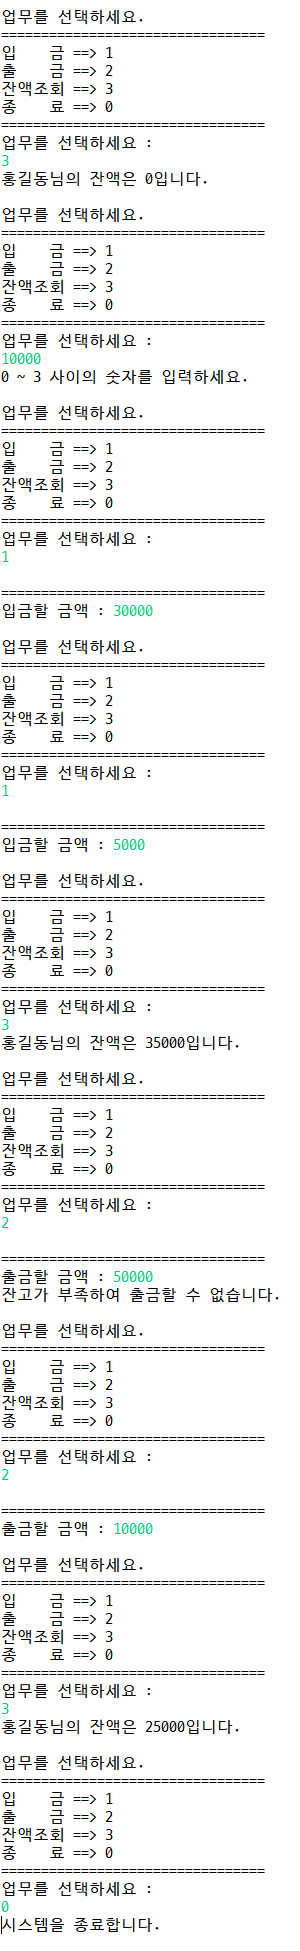 업무를 선택하세요.
=================================
입    금 ==> 1
출    금 ==> 2
잔액조회 ==> 3
종    료 ==> 0
=================================
업무를 선택하세요 :
3
홍길동님의 잔액은 0입니다.

업무를 선택하세요.
=================================
입    금 ==> 1
출    금 ==> 2
잔액조회 ==> 3
종    료 ==> 0
=================================
업무를 선택하세요 :
10000
0 ~ 3 사이의 숫자를 입력하세요.

업무를 선택하세요.
=================================
입    금 ==> 1
출    금 ==> 2
잔액조회 ==> 3
종    료 ==> 0
=================================
업무를 선택하세요 :
1

=================================
입금할 금액 : 30000

업무를 선택하세요.
=================================
입    금 ==> 1
출    금 ==> 2
잔액조회 ==> 3
종    료 ==> 0
=================================
업무를 선택하세요 :
1

=================================
입금할 금액 : 5000

업무를 선택하세요.
=================================
입    금 ==> 1
출    금 ==> 2
잔액조회 ==> 3
종    료 ==> 0
=================================
업무를 선택하세요 :
3
홍길동님의 잔액은 35000입니다.

업무를 선택하세요.
=================================
입    금 ==> 1
출    금 ==> 2
잔액조회 ==> 3
종    료 ==> 0
=================================
업무를 선택하세요 :
2

=================================
출금할 금액 : 50000
잔고가 부족하여 출금할 수 없습니다.

업무를 선택하세요.
=================================
입    금 ==> 1
출    금 ==> 2
잔액조회 ==> 3
종    료 ==> 0
=================================
업무를 선택하세요 :
2

=================================
출금할 금액 : 10000

업무를 선택하세요.
=================================
입    금 ==> 1
출    금 ==> 2
잔액조회 ==> 3
종    료 ==> 0
=================================
업무를 선택하세요 :
3
홍길동님의 잔액은 25000입니다.

업무를 선택하세요.
=================================
입    금 ==> 1
출    금 ==> 2
잔액조회 ==> 3
종    료 ==> 0
=================================
업무를 선택하세요 :
0
시스템을 종료합니다.